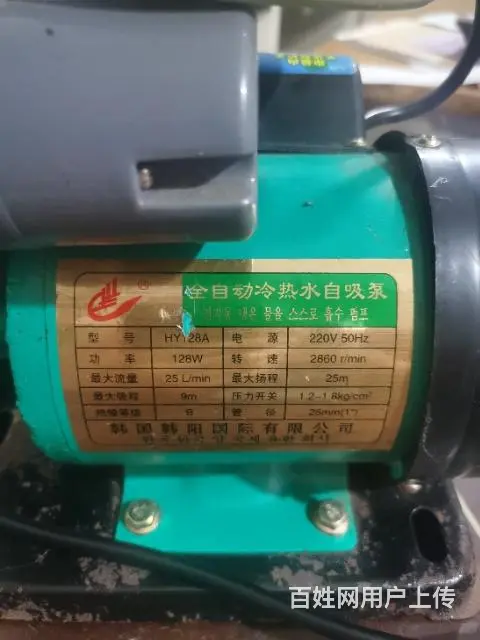 ®
全自动冷热水自吸泵
型 号 HY128A 电 源 220V 50Hz
功 率 128W 转 速 2860 r/min
最大流量 25 L/min 最大扬程 25m
最大吸程 9m 压力开关 1.2-1.8kg/cm²
绝缘等级 B 管 径 25mm(1")
韩国韩阳国际有限公司
百姓网用户上传